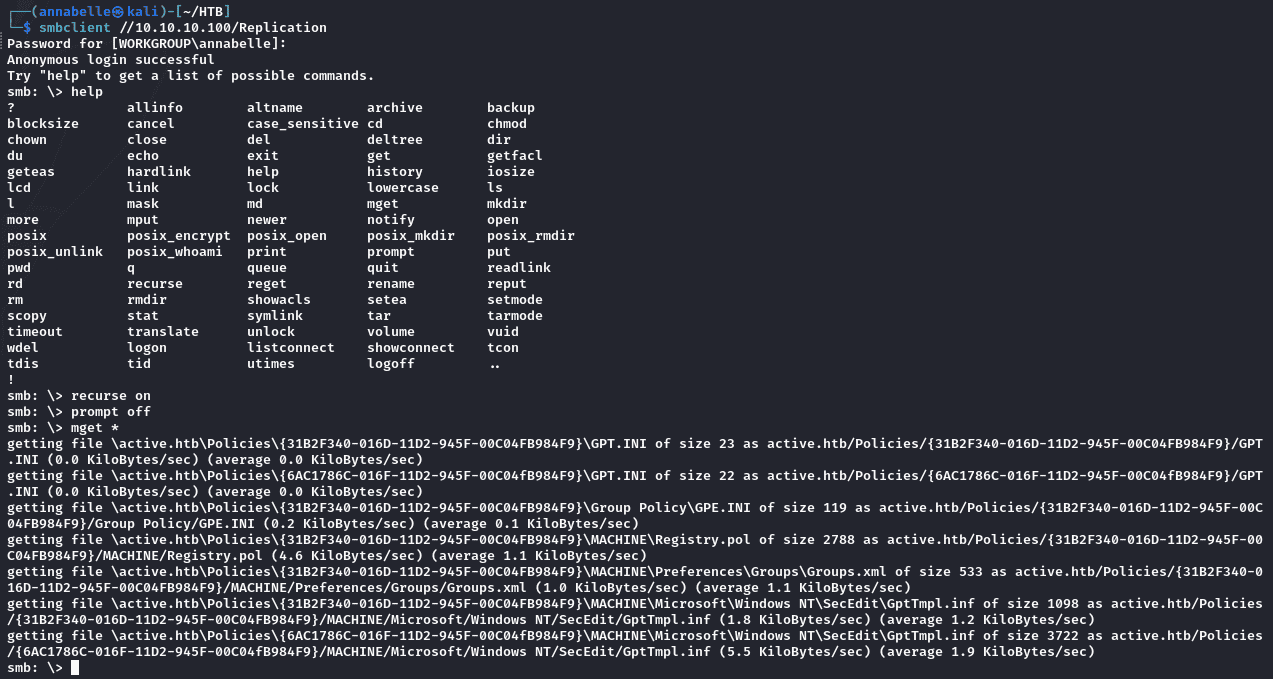 ┌──(annabelle㉿kali)-[~/HTB]
└─$ smbclient //10.10.10.100/Replication
Password for [WORKGROUP\annabelle]:
Anonymous login successful
Try "help" to get a list of possible commands.
smb: \> help
?              allinfo        altname        archive        backup
blocksize      cancel         case_sensitive cd             chmod
chown          close          del            deltree        dir
du             echo           exit           get            getfacl
geteas         hardlink       help           history        iosize
lcd            link           lock           lowercase      ls
l              mask           md             mget           mkdir
more           mput           newer          notify         open
posix          posix_encrypt  posix_open     posix_mkdir    posix_rmdir
posix_unlink   posix_whoami   print          prompt         put
pwd            q              queue          quit           readlink
rd             recurse        reget          rename         reput
rm             rmdir          showacls       setea          setmode
scopy          stat           symlink        tar            tarmode
timeout        translate      unlock         volume         vuid
wdel           logon          listconnect    showconnect    tcon
tdis           tid            utimes         logoff         ..
!
smb: \> recurse on
smb: \> prompt off
smb: \> mget *
getting file \active.htb\Policies\{31B2F340-016D-11D2-945F-00C04FB984F9}\GPT.INI of size 23 as active.htb/Policies/{31B2F340-016D-11D2-945F-00C04FB984F9}/GPT
.INI (0.0 KiloBytes/sec) (average 0.0 KiloBytes/sec)
getting file \active.htb\Policies\{6AC1786C-016F-11D2-945F-00C04fB984F9}\GPT.INI of size 22 as active.htb/Policies/{6AC1786C-016F-11D2-945F-00C04fB984F9}/GPT
.INI (0.0 KiloBytes/sec) (average 0.0 KiloBytes/sec)
getting file \active.htb\Policies\{31B2F340-016D-11D2-945F-00C04FB984F9}\Group Policy\GPE.INI of size 119 as active.htb/Policies/{31B2F340-016D-11D2-945F-00C
04FB984F9}/Group Policy/GPE.INI (0.2 KiloBytes/sec) (average 0.1 KiloBytes/sec)
getting file \active.htb\Policies\{31B2F340-016D-11D2-945F-00C04FB984F9}\MACHINE\Registry.pol of size 2788 as active.htb/Policies/{31B2F340-016D-11D2-945F-00
C04FB984F9}/MACHINE/Registry.pol (4.6 KiloBytes/sec) (average 1.1 KiloBytes/sec)
getting file \active.htb\Policies\{31B2F340-016D-11D2-945F-00C04FB984F9}\MACHINE\Preferences\Groups\Groups.xml of size 533 as active.htb/Policies/{31B2F340-0
16D-11D2-945F-00C04FB984F9}/MACHINE/Preferences/Groups/Groups.xml (1.0 KiloBytes/sec) (average 1.1 KiloBytes/sec)
getting file \active.htb\Policies\{31B2F340-016D-11D2-945F-00C04FB984F9}\MACHINE\Microsoft\Windows NT\SecEdit\GptTmpl.inf of size 1098 as active.htb/Policies
/{31B2F340-016D-11D2-945F-00C04FB984F9}/MACHINE/Microsoft/Windows NT/SecEdit/GptTmpl.inf (1.8 KiloBytes/sec) (average 1.2 KiloBytes/sec)
getting file \active.htb\Policies\{6AC1786C-016F-11D2-945F-00C04fB984F9}\MACHINE\Microsoft\Windows NT\SecEdit\GptTmpl.inf of size 3722 as active.htb/Policies
/{6AC1786C-016F-11D2-945F-00C04fB984F9}/MACHINE/Microsoft/Windows NT/SecEdit/GptTmpl.inf (5.5 KiloBytes/sec) (average 1.9 KiloBytes/sec)
smb: \>